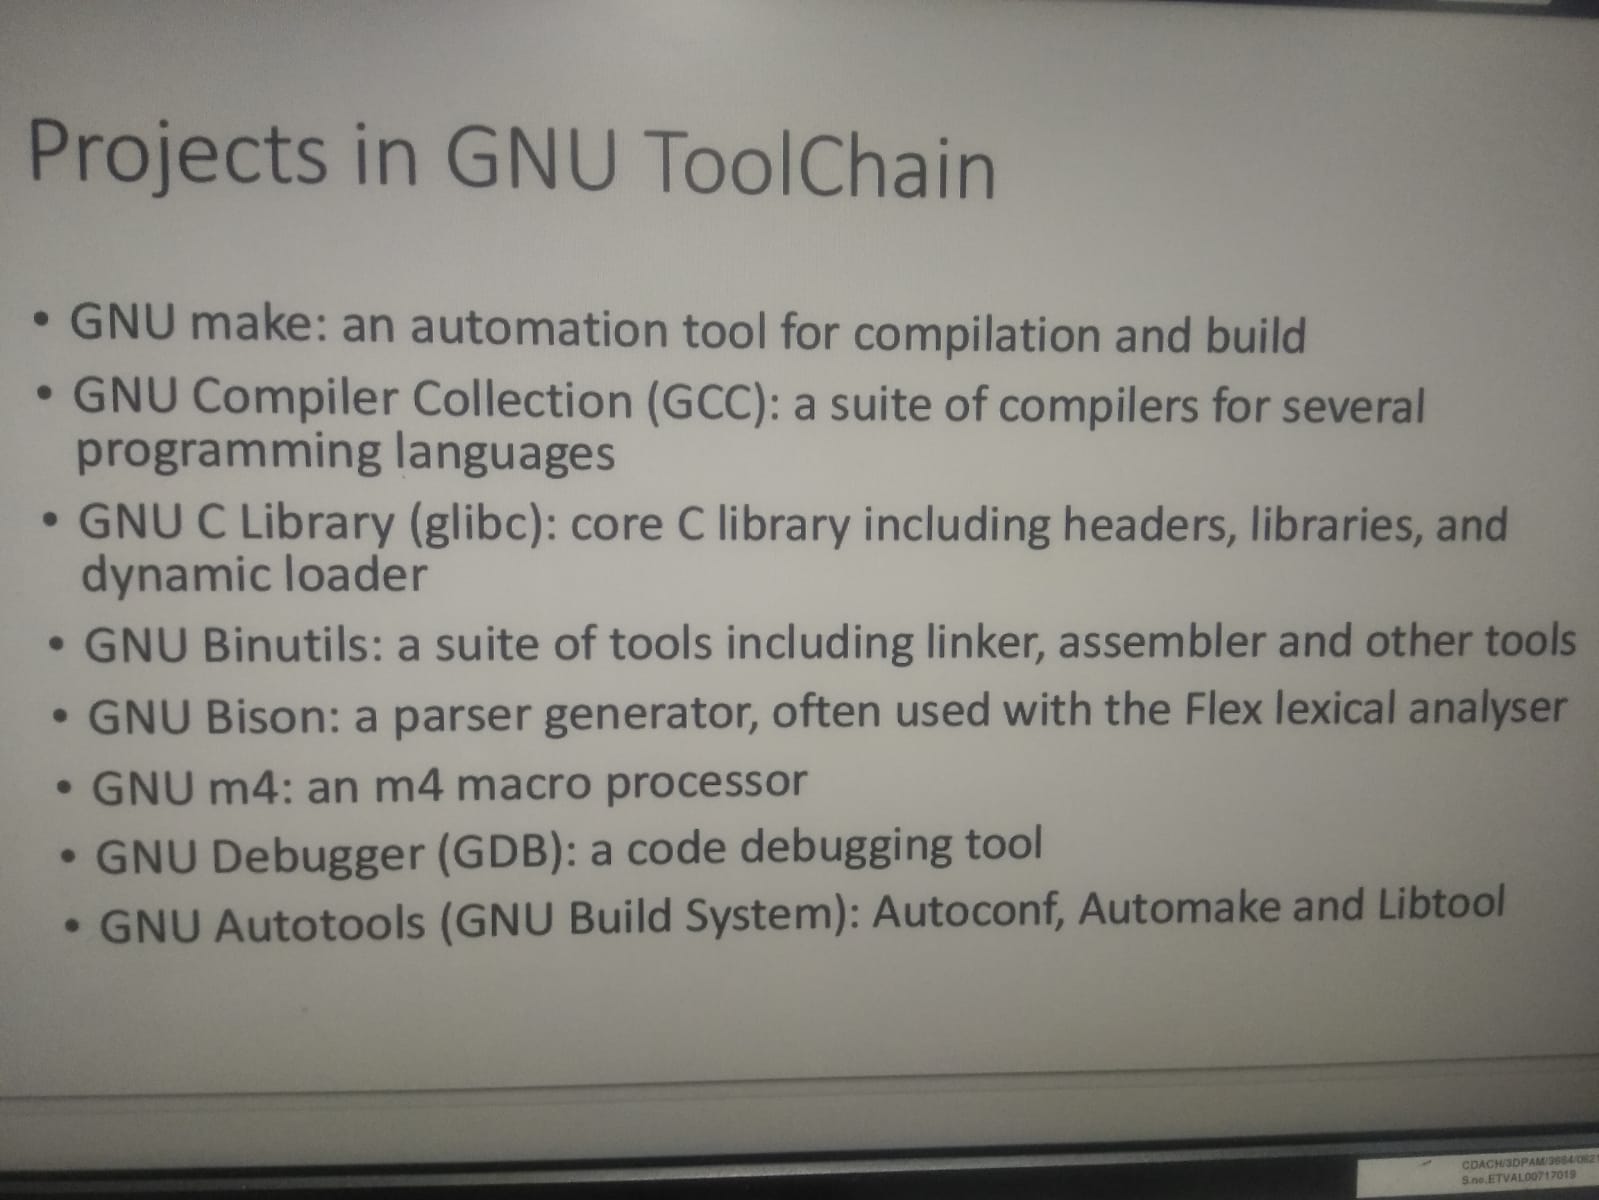 Projects in GNU ToolChain
• GNU make: an automation tool for compilation and build
• GNU Compiler Collection (GCC): a suite of compilers for several
programming languages
• GNU C Library (glibc): core C library including headers, libraries, and
dynamic loader
• GNU Binutils: a suite of tools including linker, assembler and other tools
• GNU Bison: a parser generator, often used with the Flex lexical analyser
• GNU m4: an m4 macro processor
• GNU Debugger (GDB): a code debugging tool
• GNU Autotools (GNU Build System): Autoconf, Automake and Libtool
S.no.ETVAL00717019